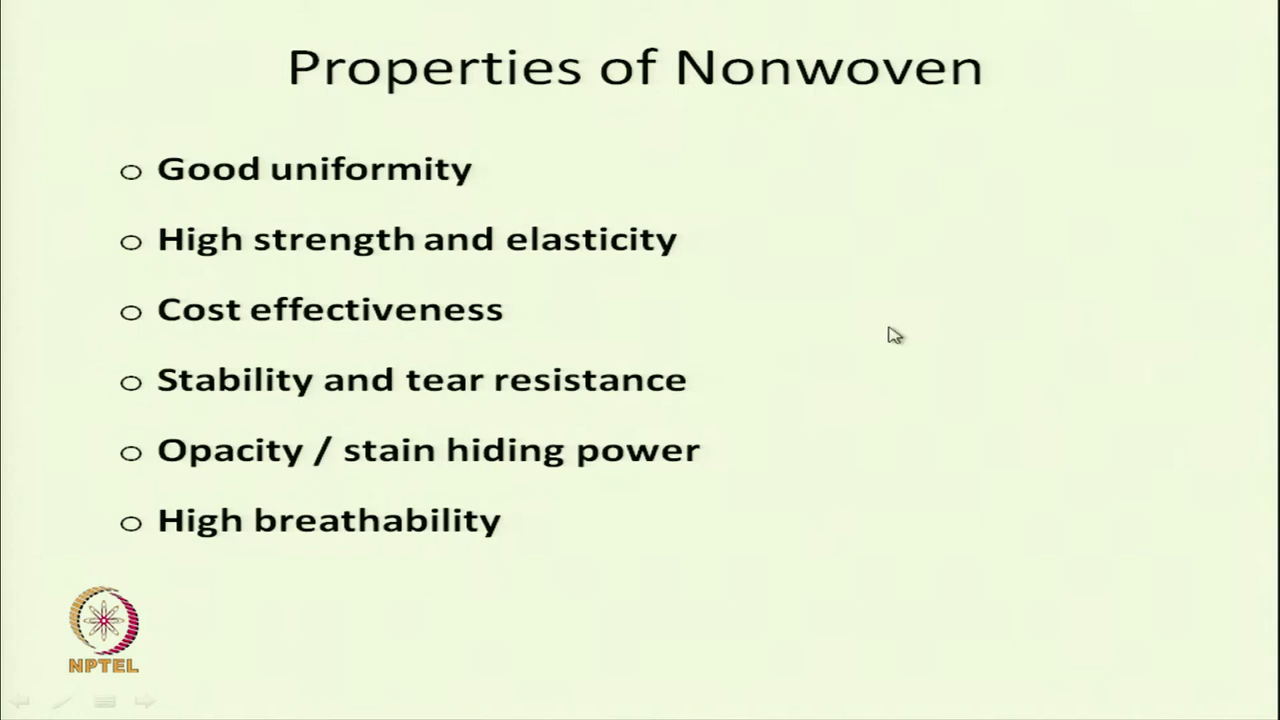 Properties of Nonwoven
Good uniformity
High strength and elasticity
Cost effectiveness
Stability and tear resistance
Opacity / stain hiding power
High breathability
NPTEL